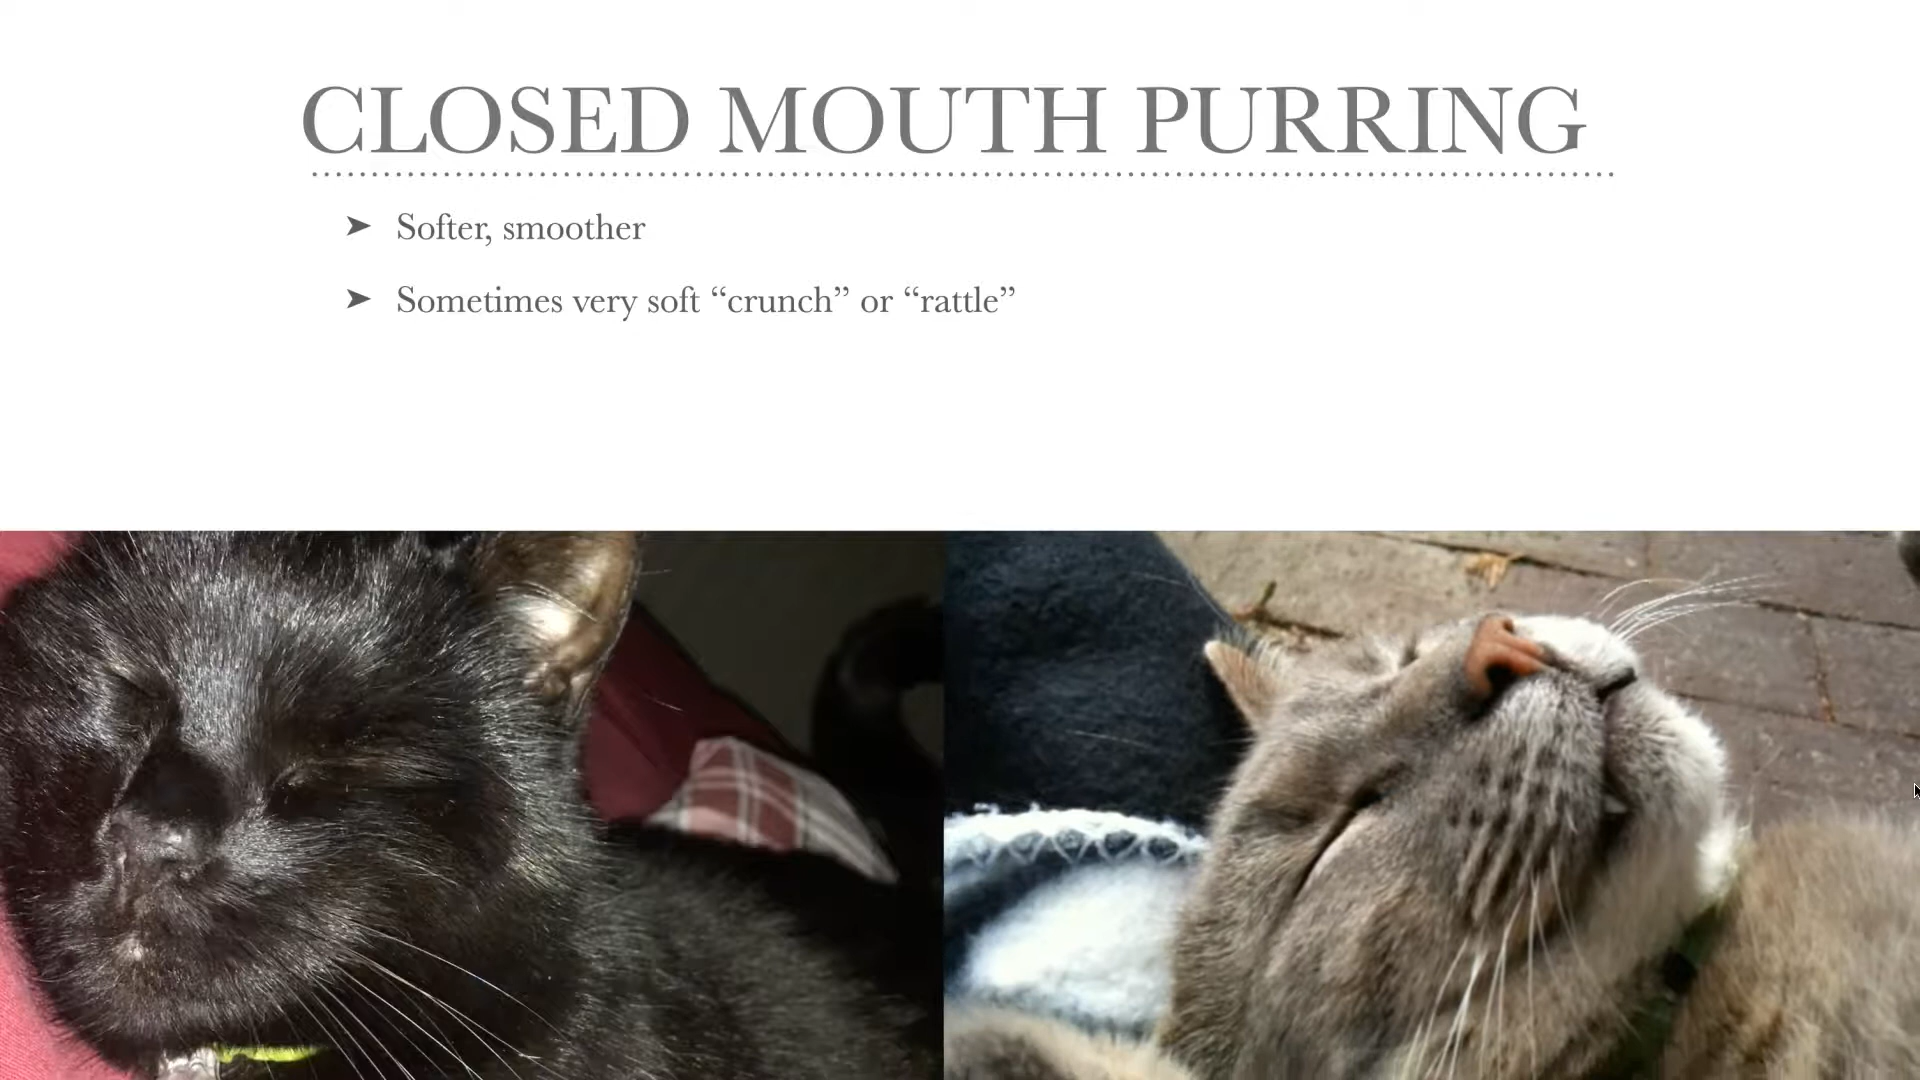 CLOSED MOUTH PURRING
➤ Softer, smoother
➤ Sometimes very soft “crunch” or “rattle”